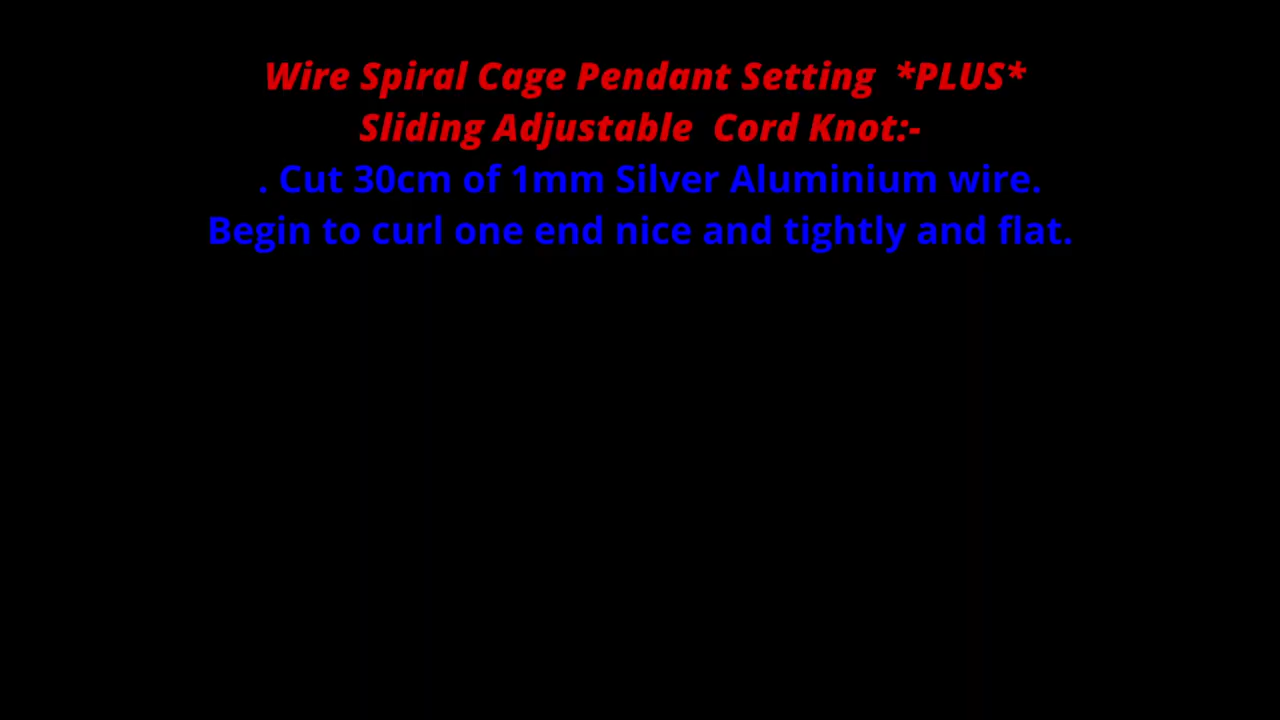 Wire Spiral Cage Pendant Setting  *PLUS*
Sliding Adjustable  Cord Knot:-
. Cut 30cm of 1mm Silver Aluminium wire.
Begin to curl one end nice and tightly and flat.